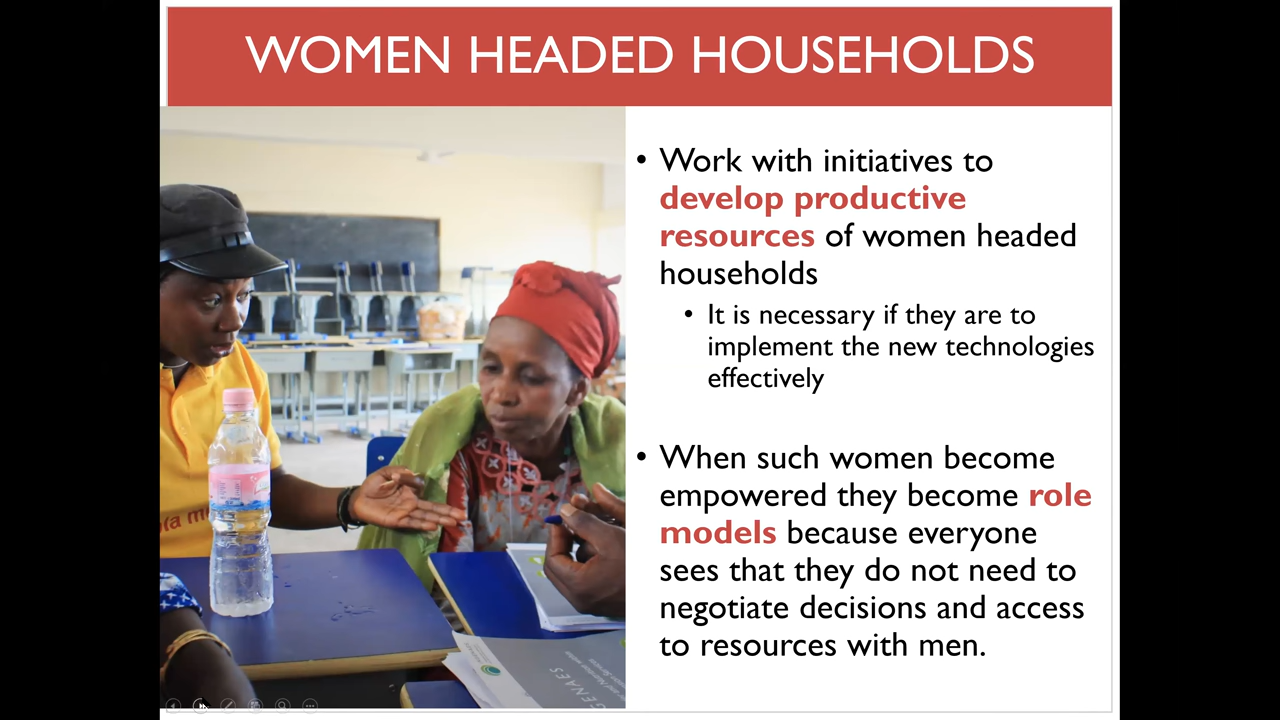 WOMEN HEADED HOUSEHOLDS
• Work with initiatives to
develop productive
resources of women headed
households
• It is necessary if they are to
implement the new technologies
effectively
• When such women become
empowered they become role
models because everyone
sees that they do not need to
negotiate decisions and access
to resources with men.